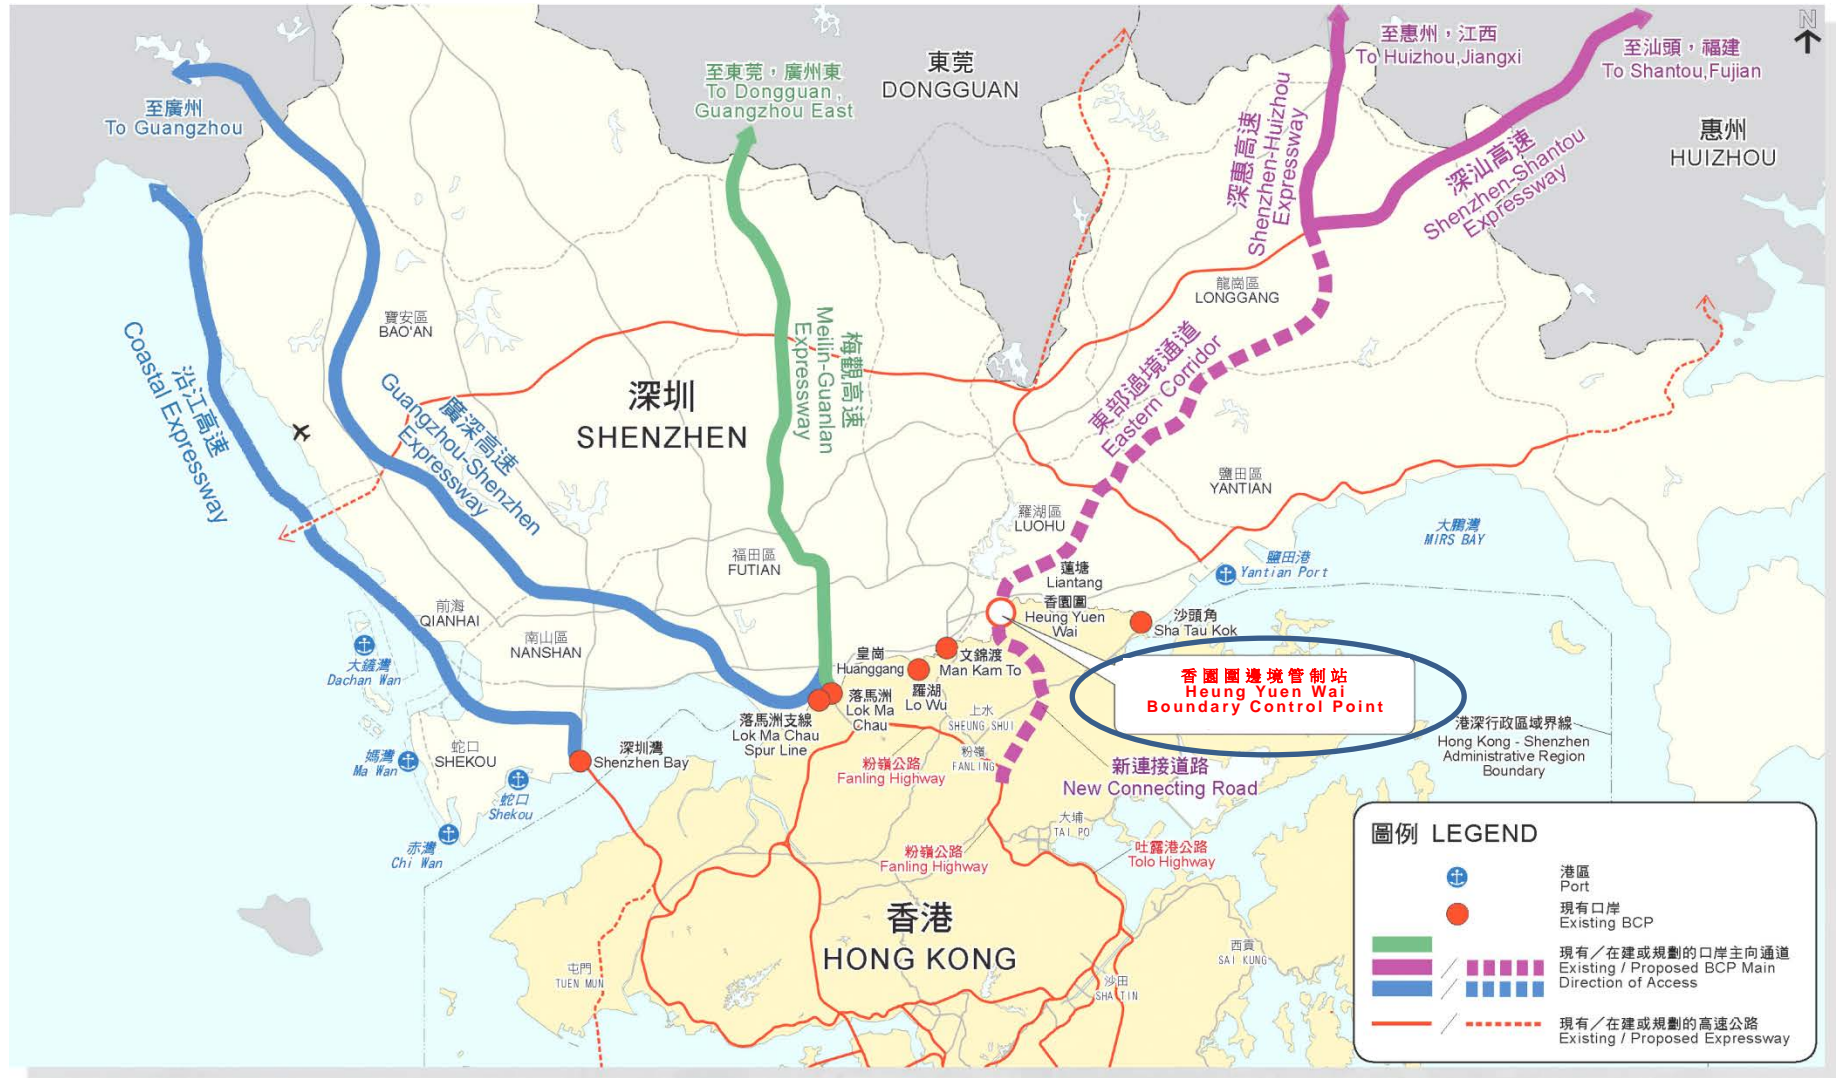 N
至惠州，江西
To Huizhou,Jiangxi
至汕頭，福建
To Shantou,Fujian
東莞
DONGGUAN
至東莞，廣州東
To Dongguan ,
Guangzhou East
至廣州
To Guangzhou
惠州
HUIZHOU
深惠高速
Shenzhen-Huizhou
Expressway
深汕高速
Shenzhen-Shantou
Expressway
龍崗區
LONGGANG
寶安區
BAO'AN
沿江高速
Coastal Expressway
廣深高速
Guangzhou-Shenzhen
Expressway
梅觀高速
Meilin-Guanlan
Expressway
深圳
SHENZHEN
東部過境通道
Eastern Corridor
鹽田區
YANTIAN
羅湖區
LUOHU
大鵬灣
MIRS BAY
福田區
FUTIAN
鹽田港
Yantian Port
蓮塘
Liantang
香園圍
Heung Yuen
Wai
沙頭角
Sha Tau Kok
前海
QIANHAI
南山區
NANSHAN
大鏟灣
Dachan Wan
皇崗
Huanggang
文錦渡
Man Kam To
羅湖
Lo Wu
落馬洲
Lok Ma
Chau
落馬洲支線
Lok Ma Chau
Spur Line
上水
SHEUNG SHUI
粉嶺
FANLING
香園圍邊境管制站
Heung Yuen Wai
Boundary Control Point
港深行政區域界線
Hong Kong - Shenzhen
Administrative Region
Boundary
深圳灣
Shenzhen Bay
蛇口
SHEKOU
媽灣
Ma Wan
蛇口
Shekou
赤灣
Chi Wan
粉嶺公路
Fanling Highway
新連接道路
New Connecting Road
大埔
TAI PO
粉嶺公路
Fanling Highway
吐露港公路
Tolo Highway
香港
HONG KONG
西貢
SAI KUNG
屯門
TUEN MUN
沙田
SHA TIN
圖例 LEGEND
港區
Port
現有口岸
Existing BCP
現有／在建或規劃的口岸主向通道
Existing / Proposed BCP Main
Direction of Access
現有／在建或規劃的高速公路
Existing / Proposed Expressway